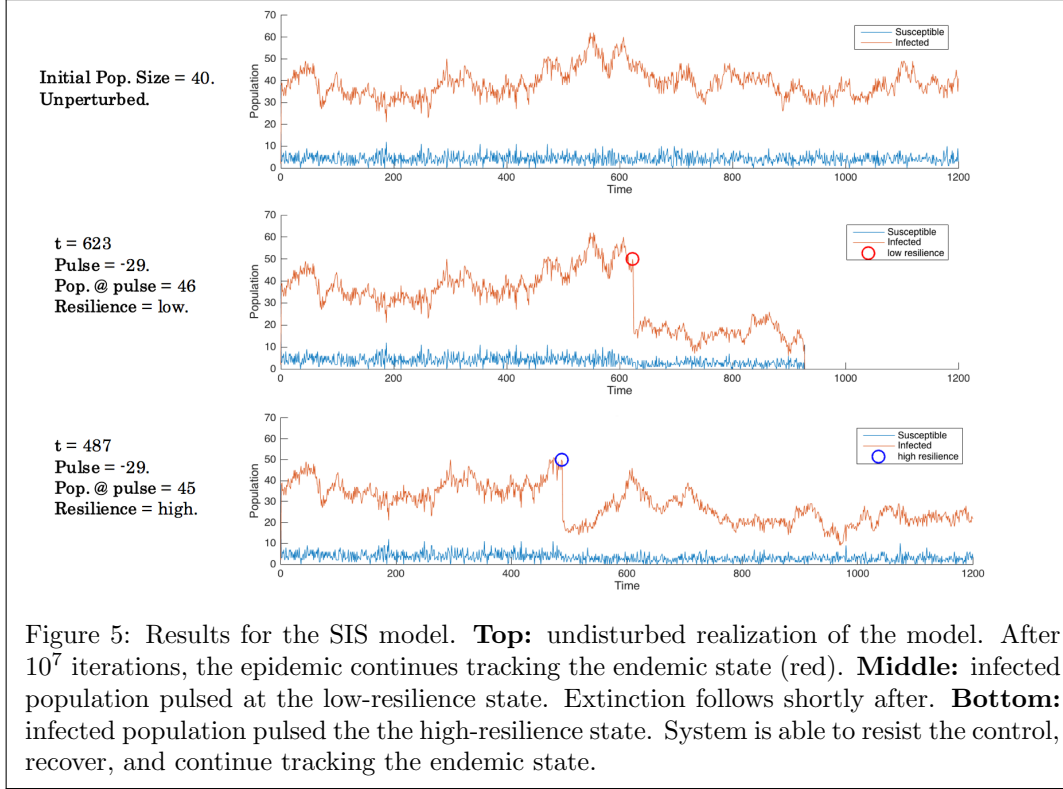 70
60
50
40
30
20
10
0
Population
0 200 400 600 800 1000 1200
Time
Susceptible
Infected
Initial Pop. Size = 40.
Unperturbed.
70
60
50
40
30
20
10
0
Population
0 200 400 600 800 1000 1200
Time
Susceptible
Infected
low resilience
t = 623
Pulse = -29.
Pop. @ pulse = 46
Resilience = low.
70
60
50
40
30
20
10
0
Population
0 200 400 600 800 1000 1200
Time
Susceptible
Infected
high resilience
t = 487
Pulse = -29.
Pop. @ pulse = 45
Resilience = high.
Figure 5: Results for the SIS model. Top: undisturbed realization of the model. After
10⁷ iterations, the epidemic continues tracking the endemic state (red). Middle: infected
population pulsed at the low-resilience state. Extinction follows shortly after. Bottom:
infected population pulsed the the high-resilience state. System is able to resist the control,
recover, and continue tracking the endemic state.